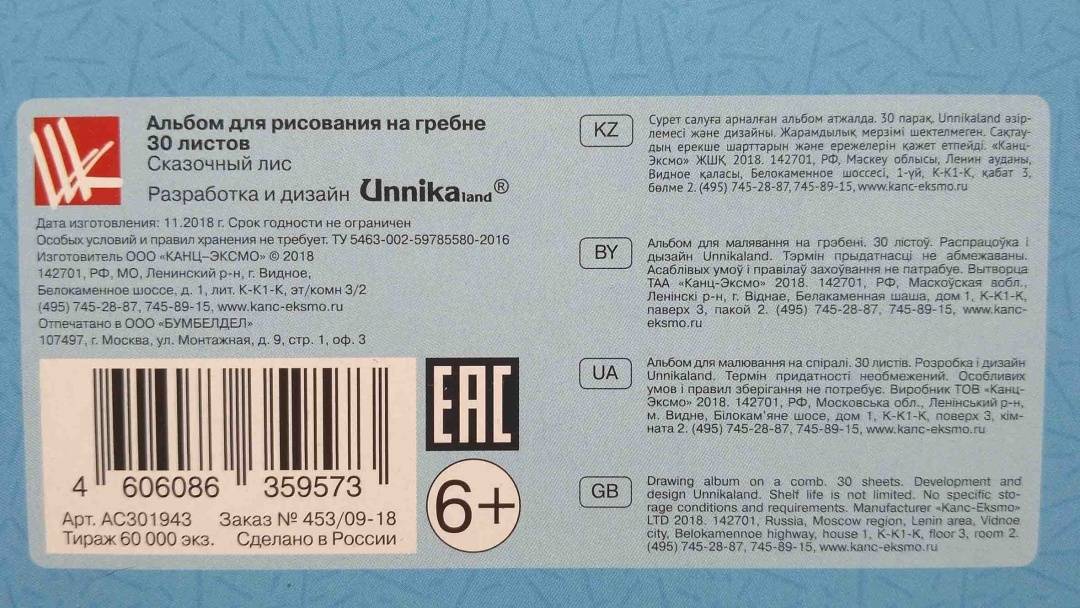 Альбом для рисования на гребне
30 листов
Сказочный лис
Разработка и дизайн Unnikaland®
Дата изготовления: 11.2018 г. Срок годности не ограничен
Особых условий и правил хранения не требует. ТУ 5463-002-59785580-2016
Изготовитель ООО «КАНЦ-ЭКСМО» © 2018
142701, РФ, МО, Ленинский р-н, г. Видное,
Белокаменное шоссе, д. 1, лит. К-К1-К, эт/комн 3/2
(495) 745-28-87, 745-89-15, www.kanc-eksmo.ru
Отпечатано в ООО «БУМБЕЛДЕЛ»
107497, г. Москва, ул. Монтажная, д. 9, стр. 1, оф. 3
4 606086 359573
Арт. АС301943 Заказ № 453/09-18
Тираж 60 000 экз. Сделано в России
EAC
6+
KZ
Сурет салуға арналған альбом атжалда. 30 парақ. Unnikaland әзір-
лемесі және дизайны. Жарамдылық мерзімі шектелмеген. Сақтау-
дың ерекше шарттарын және ережелерін қажет етпейді. «Канц-
Эксмо» ЖШҚ 2018. 142701, РФ, Мәскеу облысы, Ленин ауданы,
Видное қаласы, Белокаменное шоссесі, 1-үй, К-К1-К, қабат 3,
бөлме 2. (495) 745-28-87, 745-89-15, www.kanc-eksmo.ru
BY
Альбом для малявання на грэбені. 30 лістоў. Распрацоўка і
дызайн Unnikaland. Тэрмін прыдатнасці не абмежаваны.
Асаблівых умоў і правілаў захоўвання не патрабуе. Вытворца
ТАА «Канц-Эксмо» 2018. 142701, РФ, Маскоўская вобл.,
Ленінскі р-н, г. Віднае, Белакаменная шаша, дом 1, К-К1-К,
паверх 3, пакой 2. (495) 745-28-87, 745-89-15, www.kanc-
eksmo.ru
UA
Альбом для малювання на спіралі. 30 листів. Розробка і дизайн
Unnikaland. Термін придатності необмежений. Особливих
умов і правил зберігання не потребує. Виробник ТОВ «Канц-
Эксмо» 2018. 142701, РФ, Московська обл., Ленінський р-н,
м. Видне, Білокам'яне шосе, дом 1, К-К1-К, поверх 3, кім-
ната 2. (495) 745-28-87, 745-89-15, www.kanc-eksmo.ru
GB
Drawing album on a comb. 30 sheets. Development and
design Unnikaland. Shelf life is not limited. No specific sto-
rage conditions and requirements. Manufacturer «Kanc-Eksmo»
LTD 2018. 142701, Russia, Moscow region, Lenin area, Vidnoe
city, Belokamennoe highway, house 1, K-K1-K, floor 3, room 2.
(495) 745-28-87, 745-89-15, www.kanc-eksmo.ru